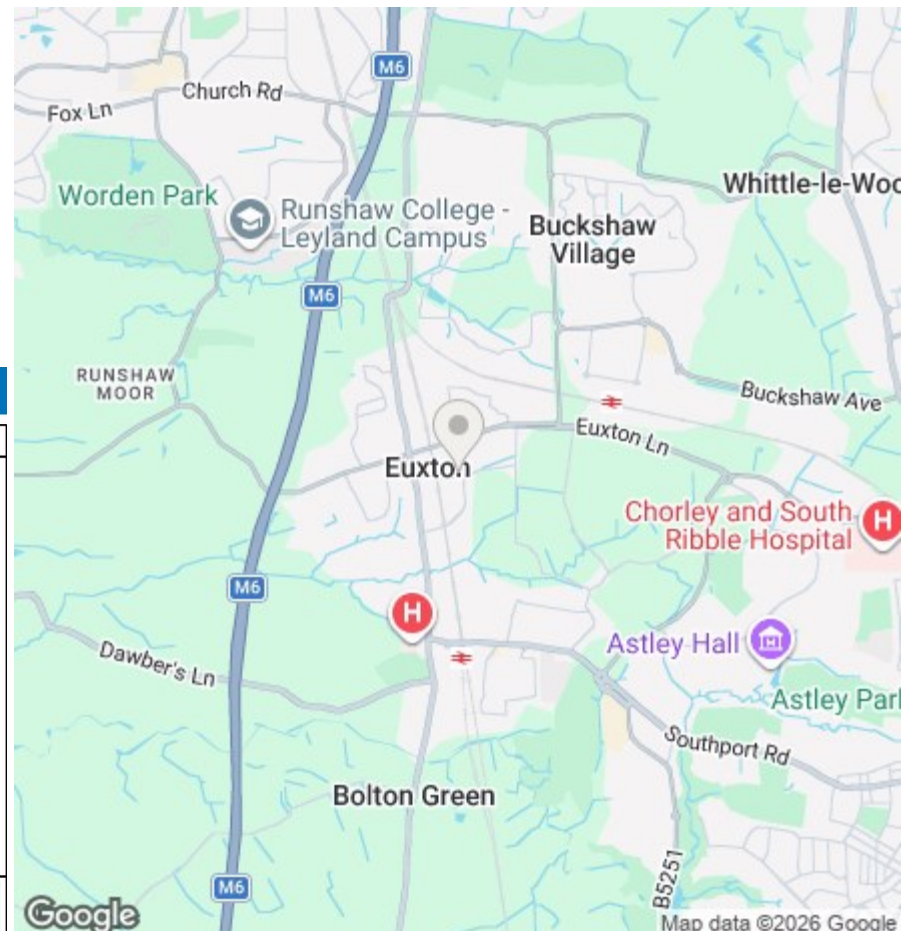 M6
Church Rd
Fox Ln
Whittle-le-Woo
Worden Park
Runshaw College -
Leyland Campus
Buckshaw
Village
M6
RUNSHAW
MOOR
Buckshaw Ave
Euxton Ln
Euxton
Chorley and South
Ribble Hospital
H
M6
H
Astley Hall
Dawber's Ln
Astley Park
Southport Rd
Bolton Green
B5251
M6
Google
Map data ©2026 Google